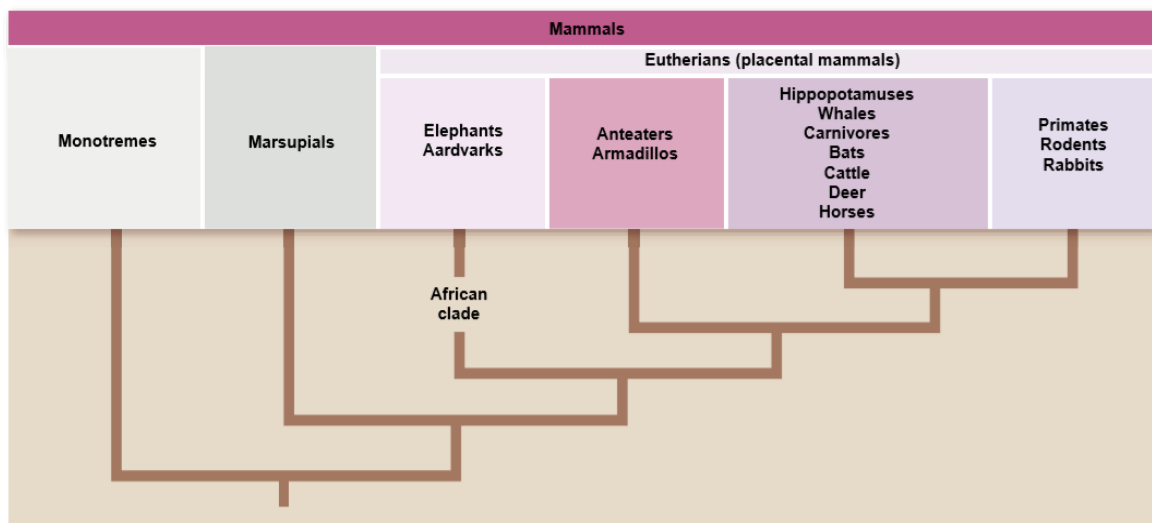 Mammals
Eutherians (placental mammals)
Monotremes
Marsupials
Elephants
Aardvarks
Anteaters
Armadillos
Hippopotamuses
Whales
Carnivores
Bats
Cattle
Deer
Horses
Primates
Rodents
Rabbits
African
clade